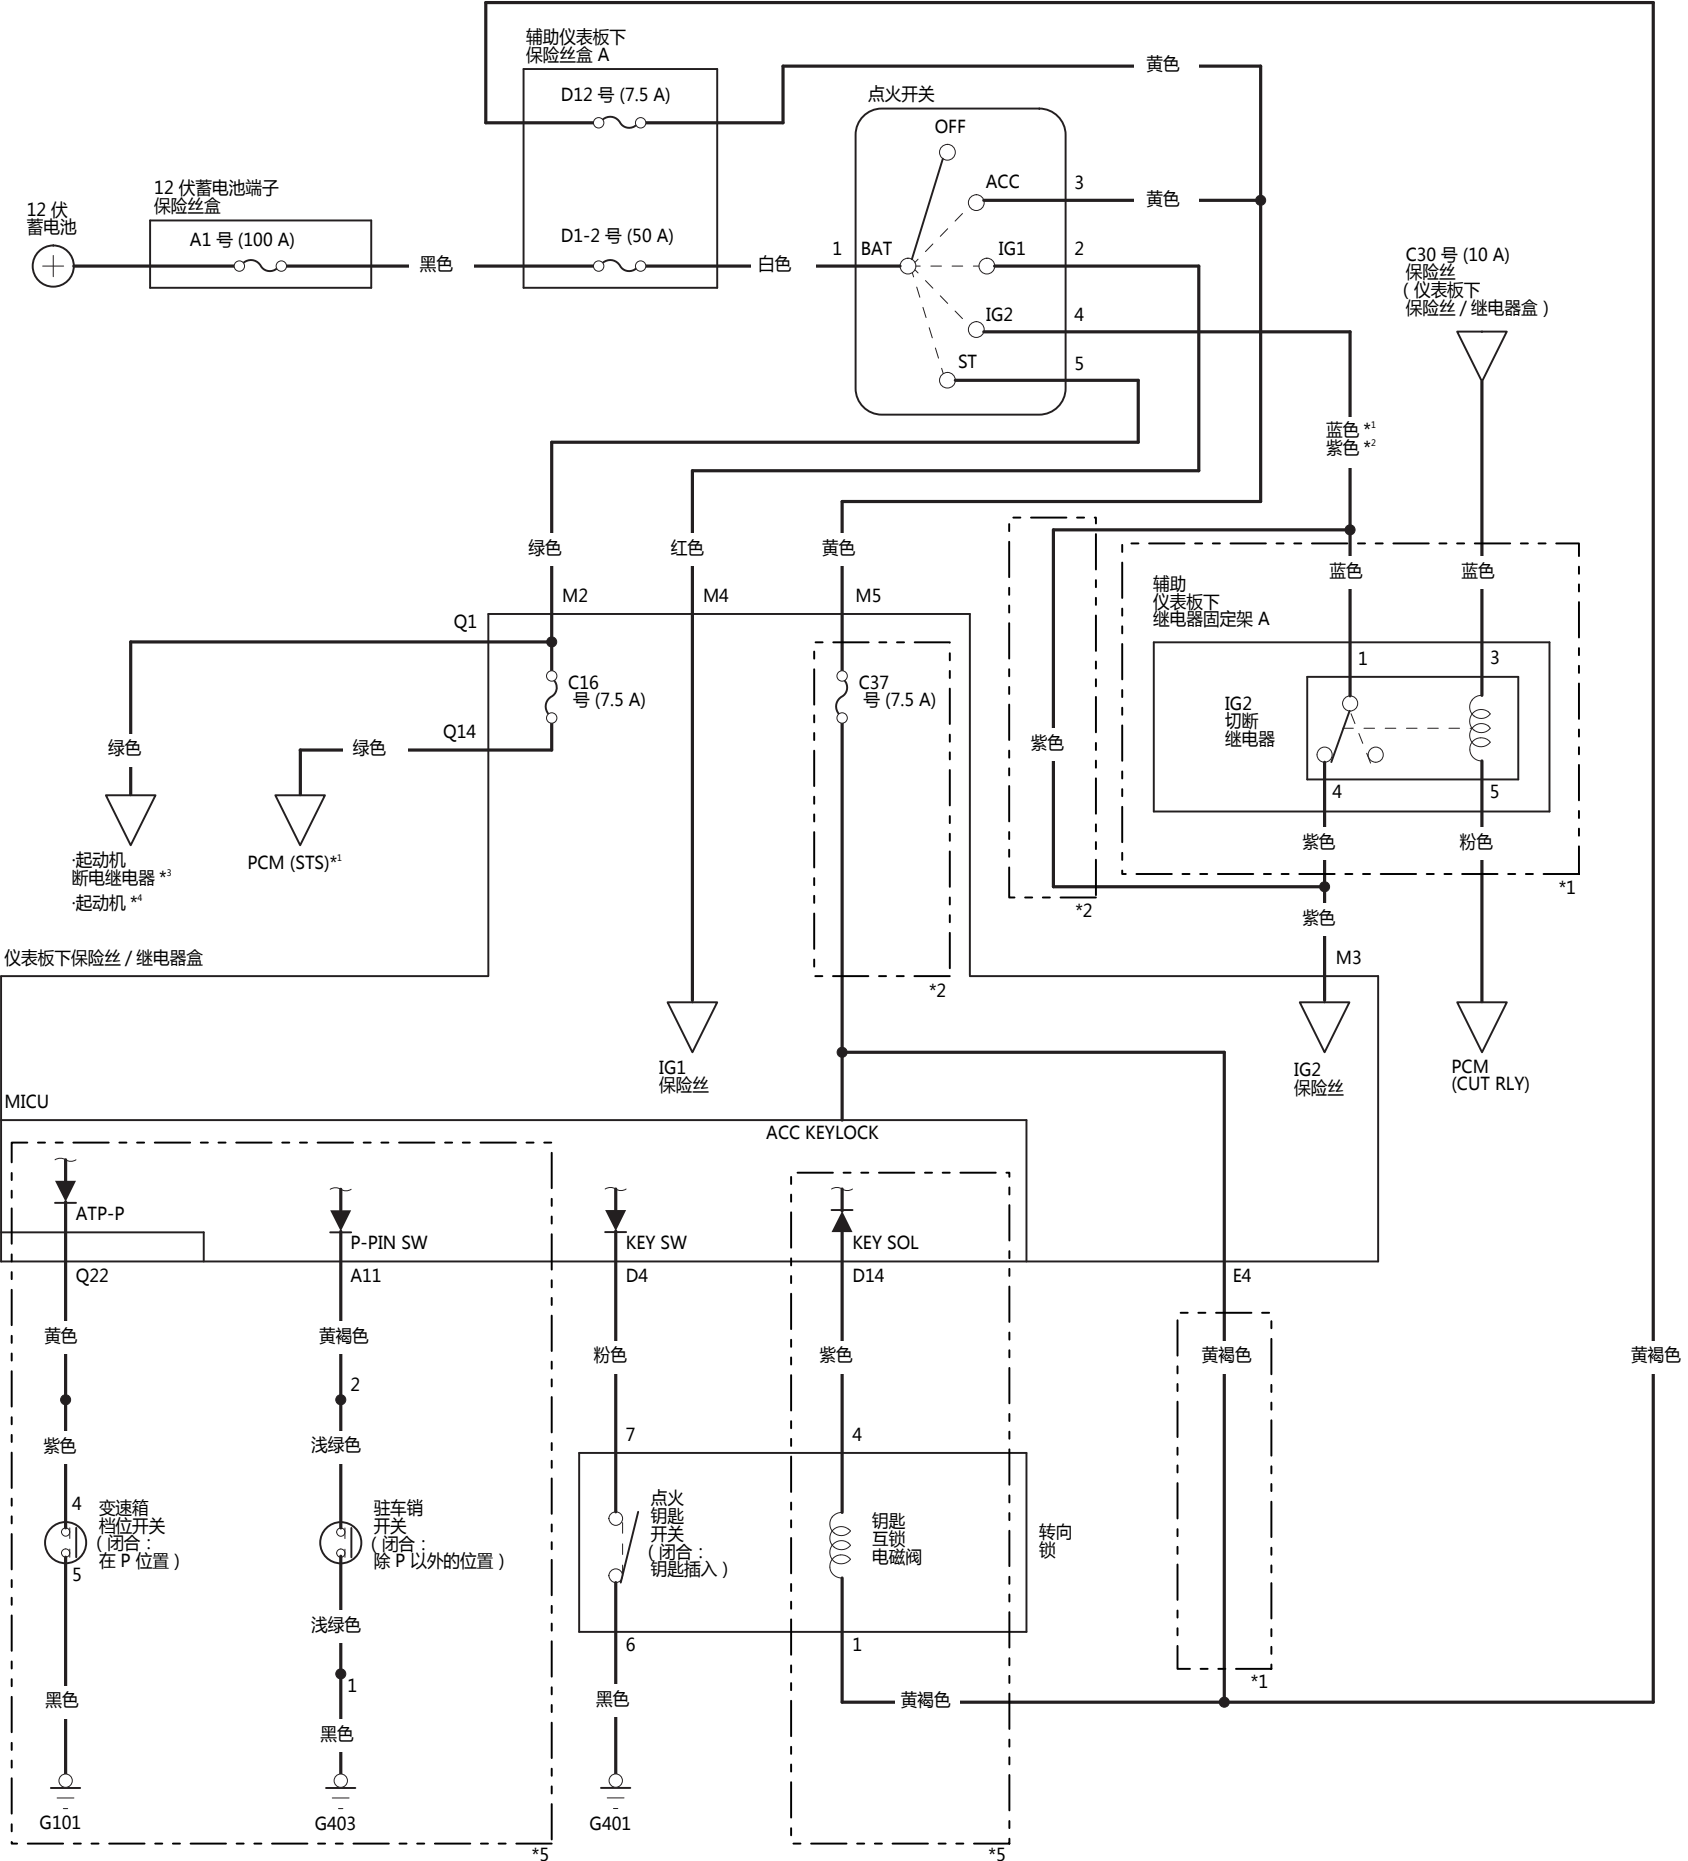 辅助仪表板下
保险丝盒 A
D12 号 (7.5 A)
黄色
点火开关
OFF
12 伏蓄电池端子
保险丝盒
12 伏
蓄电池
A1 号 (100 A)
黑色
D1-2 号 (50 A)
白色
1
BAT
ACC
3
黄色
IG1
2
IG2
4
ST
5
C30 号 (10 A)
保险丝
( 仪表板下
保险丝 / 继电器盒 )
蓝色 *1
紫色 *2
绿色
红色
黄色
蓝色
蓝色
M2
M4
M5
Q1
辅助
仪表板下
继电器固定架 A
1
3
C16
号 (7.5 A)
C37
号 (7.5 A)
IG2
切断
继电器
Q14
绿色
绿色
紫色
4
5
紫色
粉色
·起动机
断电继电器 *3
·起动机 *4
PCM (STS)*1
*1
*2
紫色
仪表板下保险丝 / 继电器盒
M3
*2
IG1
保险丝
IG2
保险丝
PCM
(CUT RLY)
MICU
ACC KEYLOCK
ATP-P
P-PIN SW
KEY SW
KEY SOL
Q22
A11
D4
D14
E4
黄色
黄褐色
粉色
紫色
黄褐色
黄褐色
2
紫色
浅绿色
7
4
4
变速箱
档位开关
( 闭合 :
在 P 位置 )
5
驻车销
开关
( 闭合 :
除 P 以外的位置 )
点火
钥匙
开关
( 闭合 :
钥匙插入 )
钥匙
互锁
电磁阀
转向
锁
浅绿色
6
1
1
*1
黑色
黑色
黄褐色
黑色
G101
G403
G401
*5
*5